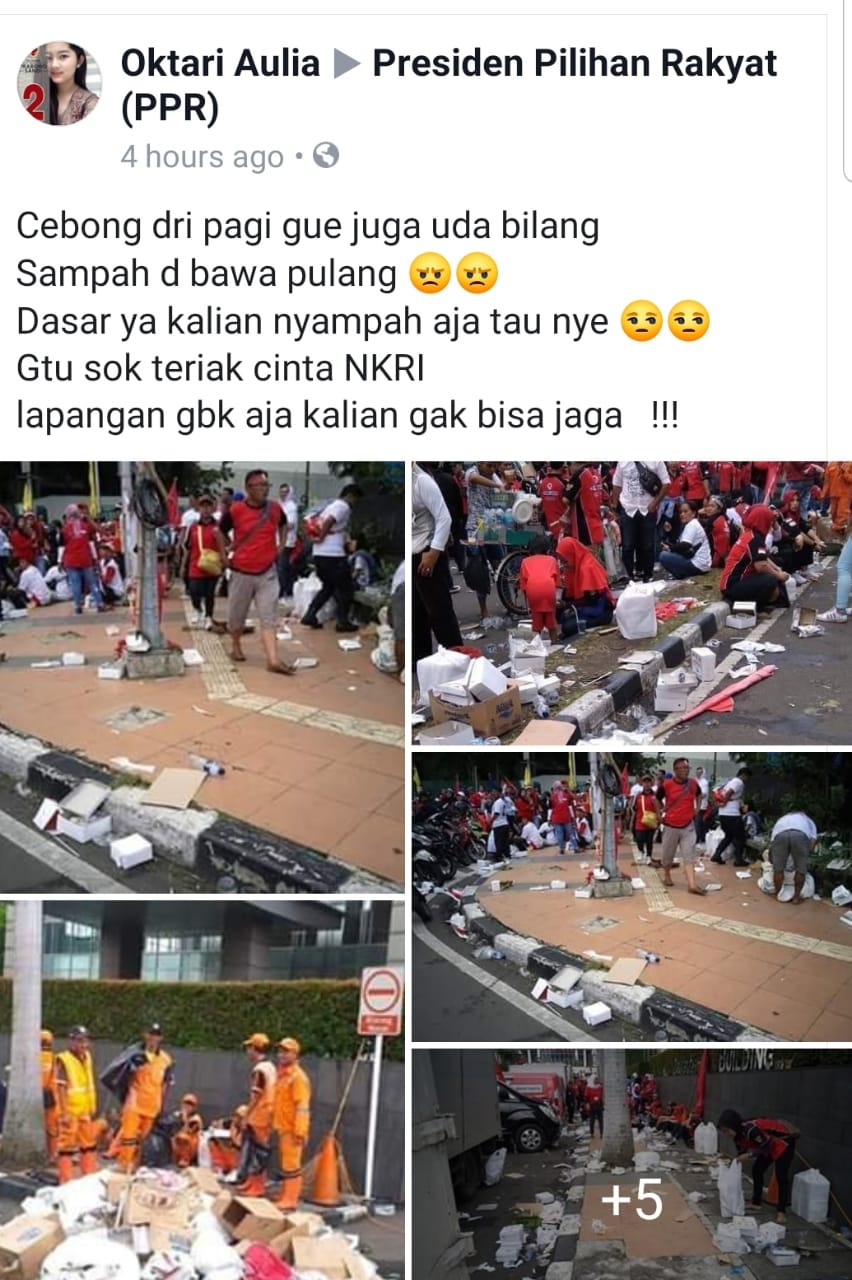 Oktari Aulia ▶ Presiden Pilihan Rakyat
(PPR)
4 hours ago
Cebong dri pagi gue juga uda bilang
Sampah d bawa pulang 😠😠
Dasar ya kalian nyampah aja tau nye 😒😒
Gtu sok teriak cinta NKRI
lapangan gbk aja kalian gak bisa jaga !!!
2
AQUA
BUILDING
+5